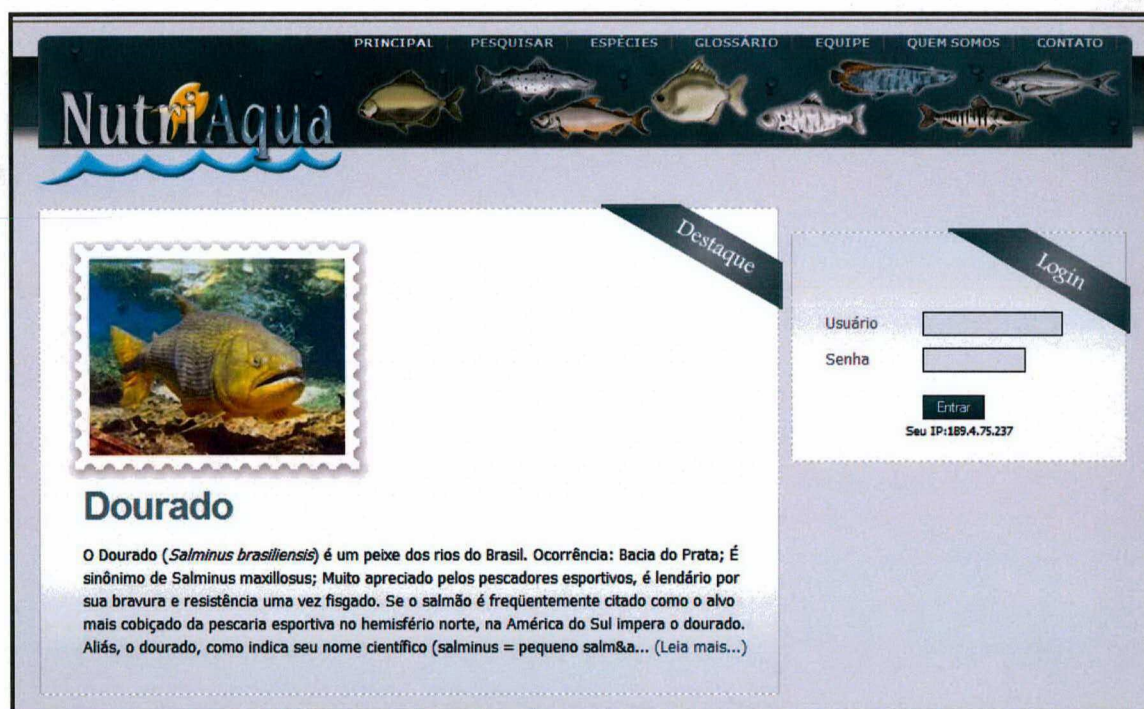 PRINCIPAL PESQUISAR ESPÉCIES GLOSSÁRIO EQUIPE QUEM SOMOS CONTATO
NutriAqua
Destaque
Dourado
O Dourado (Salminus brasiliensis) é um peixe dos rios do Brasil. Ocorrência: Bacia do Prata; É
sinônimo de Salminus maxillosus; Muito apreciado pelos pescadores esportivos, é lendário por
sua bravura e resistência uma vez fisgado. Se o salmão é freqüentemente citado como o alvo
mais cobiçado da pescaria esportiva no hemisfério norte, na América do Sul impera o dourado.
Aliás, o dourado, como indica seu nome científico (salminus = pequeno salm&a... (Leia mais...)
Login
Usuário
Senha
Entrar
Seu IP:189.4.75.237